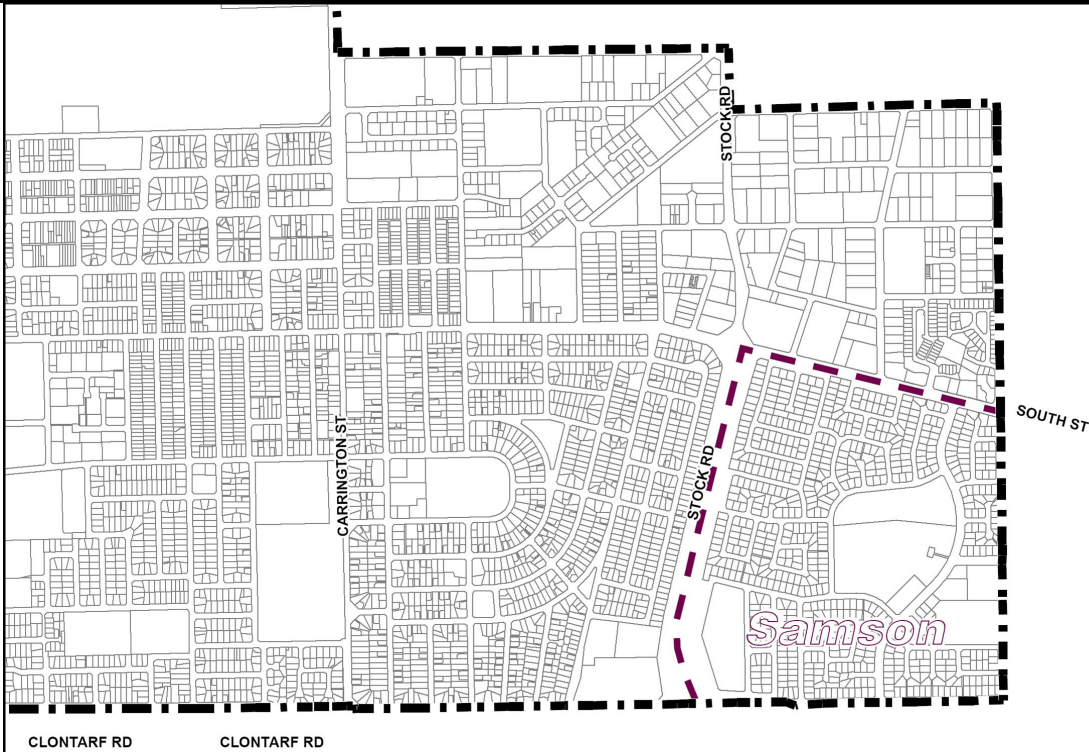 STOCK RD
SOUTH ST
CARRINGTON ST
STOCK RD
Samson
CLONTARF RD
CLONTARF RD